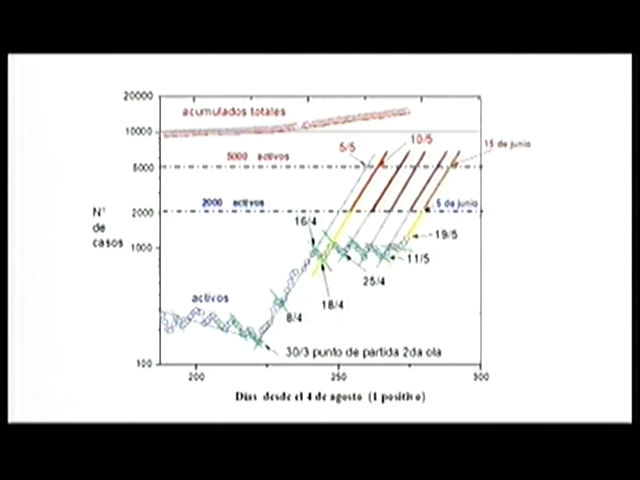 20000
acumulados totales
10000
5/5
10/5
15 de junio
5000 activos
5000
2000 activos
5 de junio
2000
N°
de
casos
16/4
19/5
1000
11/5
25/4
18/4
activos
8/4
30/3 punto de partida 2da ola
100
200
250
300
Dias desde el 4 de agosto (1 positivo)